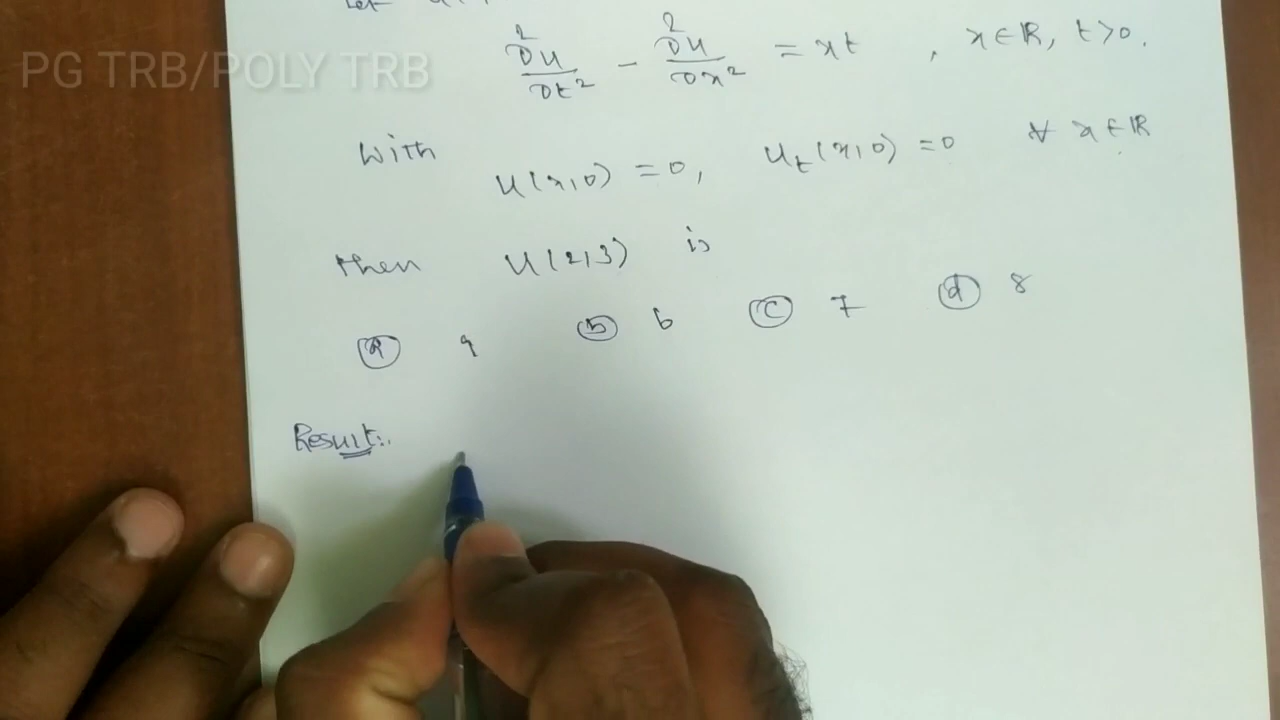 Let
∂²u/∂t² - ∂²u/∂x² = xt , x∈ℝ, t>0.
PG TRB/POLY TRB
With u(x,0) = 0, u_t(x,0) = 0 ∀ x∈ℝ
then u(2,3) is
ⓐ 9 ⓑ 6 ⓒ 7 ⓓ 8
Result: